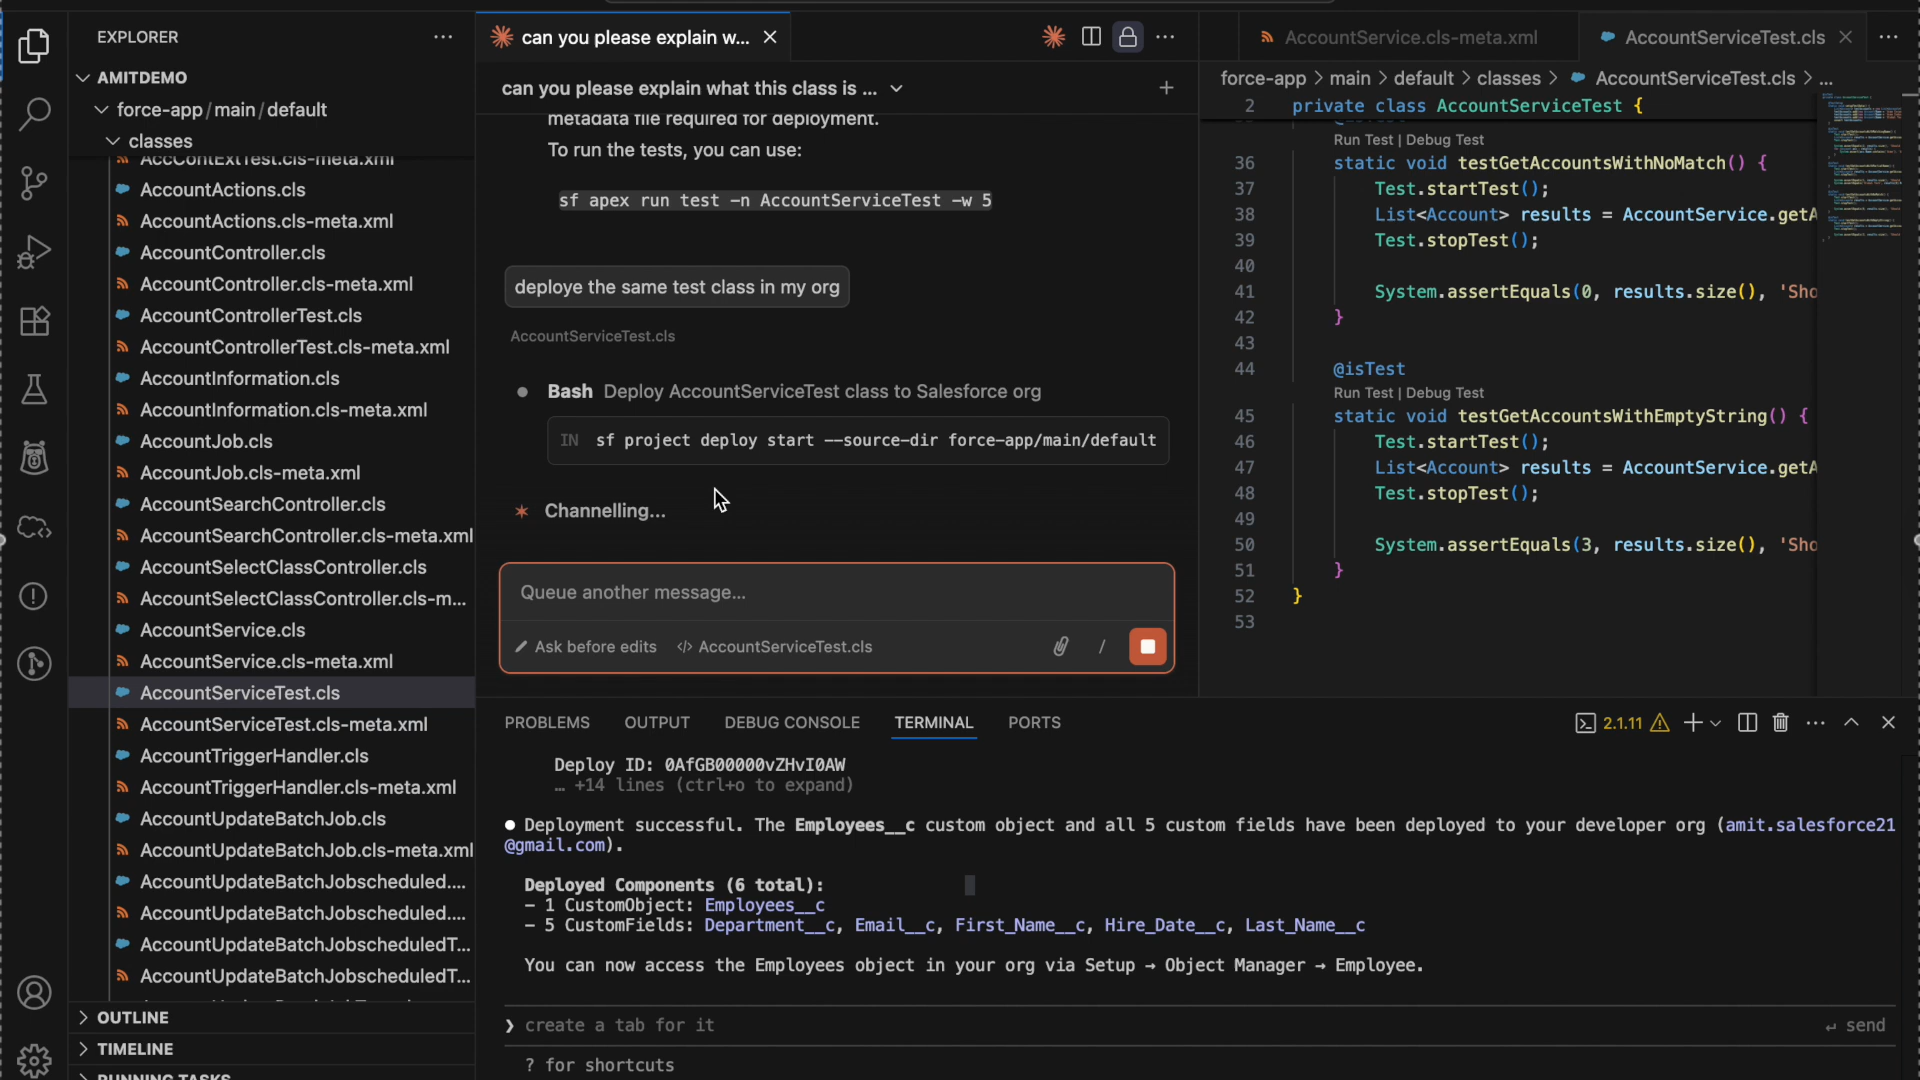 EXPLORER
AMITDEMO
force-app/main/default
classes
AccContExtTest.cls-meta.xml
AccountActions.cls
AccountActions.cls-meta.xml
AccountController.cls
AccountController.cls-meta.xml
AccountControllerTest.cls
AccountControllerTest.cls-meta.xml
AccountInformation.cls
AccountInformation.cls-meta.xml
AccountJob.cls
AccountJob.cls-meta.xml
AccountSearchController.cls
AccountSearchController.cls-meta.xml
AccountSelectClassController.cls
AccountSelectClassController.cls-m...
AccountService.cls
AccountService.cls-meta.xml
AccountServiceTest.cls
AccountServiceTest.cls-meta.xml
AccountTriggerHandler.cls
AccountTriggerHandler.cls-meta.xml
AccountUpdateBatchJob.cls
AccountUpdateBatchJob.cls-meta.xml
AccountUpdateBatchJobscheduled....
AccountUpdateBatchJobscheduled....
AccountUpdateBatchJobscheduledT...
AccountUpdateBatchJobscheduledT...
OUTLINE
TIMELINE
RUNNING TASKS
can you please explain w...
can you please explain what this class is ...
metadata file required for deployment.
To run the tests, you can use:
sf apex run test -n AccountServiceTest -w 5
deploye the same test class in my org
AccountServiceTest.cls
Bash Deploy AccountServiceTest class to Salesforce org
IN sf project deploy start --source-dir force-app/main/default
Channelling...
Queue another message...
Ask before edits </> AccountServiceTest.cls /
AccountService.cls-meta.xml AccountServiceTest.cls
force-app > main > default > classes > AccountServiceTest.cls > ...
2 private class AccountServiceTest {
Run Test | Debug Test
36 static void testGetAccountsWithNoMatch() {
37 Test.startTest();
38 List<Account> results = AccountService.getA
39 Test.stopTest();
40
41 System.assertEquals(0, results.size(), 'Sho
42 }
43
44 @isTest
Run Test | Debug Test
45 static void testGetAccountsWithEmptyString() {
46 Test.startTest();
47 List<Account> results = AccountService.getA
48 Test.stopTest();
49
50 System.assertEquals(3, results.size(), 'Sho
51 }
52 }
53
PROBLEMS OUTPUT DEBUG CONSOLE TERMINAL PORTS 2.1.11
Deploy ID: 0AfGB00000vZHvI0AW
… +14 lines (ctrl+o to expand)
Deployment successful. The Employees__c custom object and all 5 custom fields have been deployed to your developer org (amit.salesforce21
@gmail.com).
Deployed Components (6 total):
- 1 CustomObject: Employees__c
- 5 CustomFields: Department__c, Email__c, First_Name__c, Hire_Date__c, Last_Name__c
You can now access the Employees object in your org via Setup → Object Manager → Employee.
❯ create a tab for it ↵ send
? for shortcuts